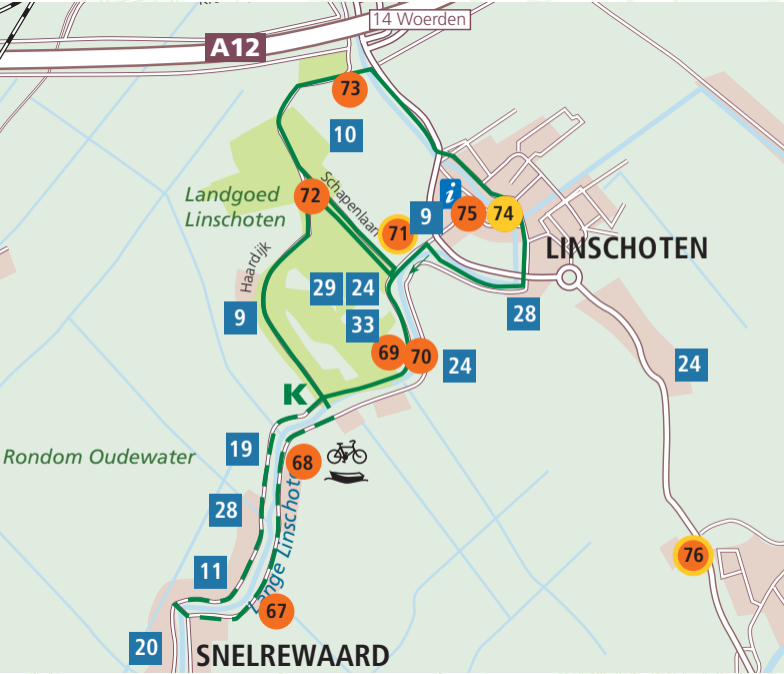 14 Woerden
A12
73
10
Schapenlaan
Landgoed
Linschoten
72
i
9
75
74
71
LINSCHOTEN
Haardijk
29
24
9
33
28
69
70
24
24
K
19
Rondom Oudewater
68
28
Lange Linschoten
76
11
67
20
SNELREWAARD